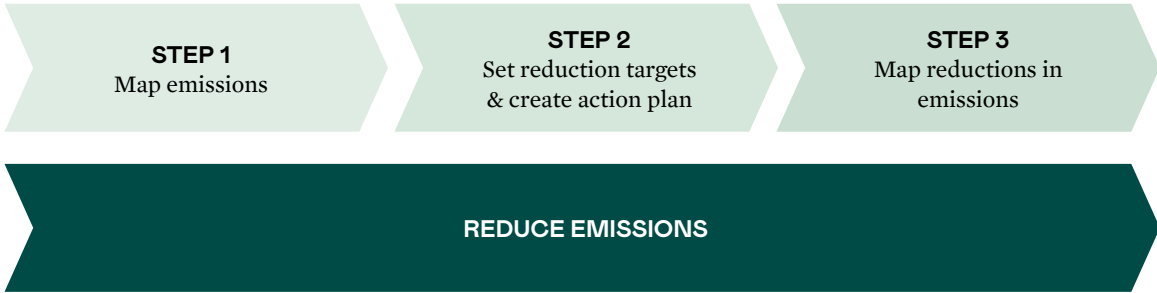 STEP 1
Map emissions
STEP 2
Set reduction targets
& create action plan
STEP 3
Map reductions in
emissions
REDUCE EMISSIONS